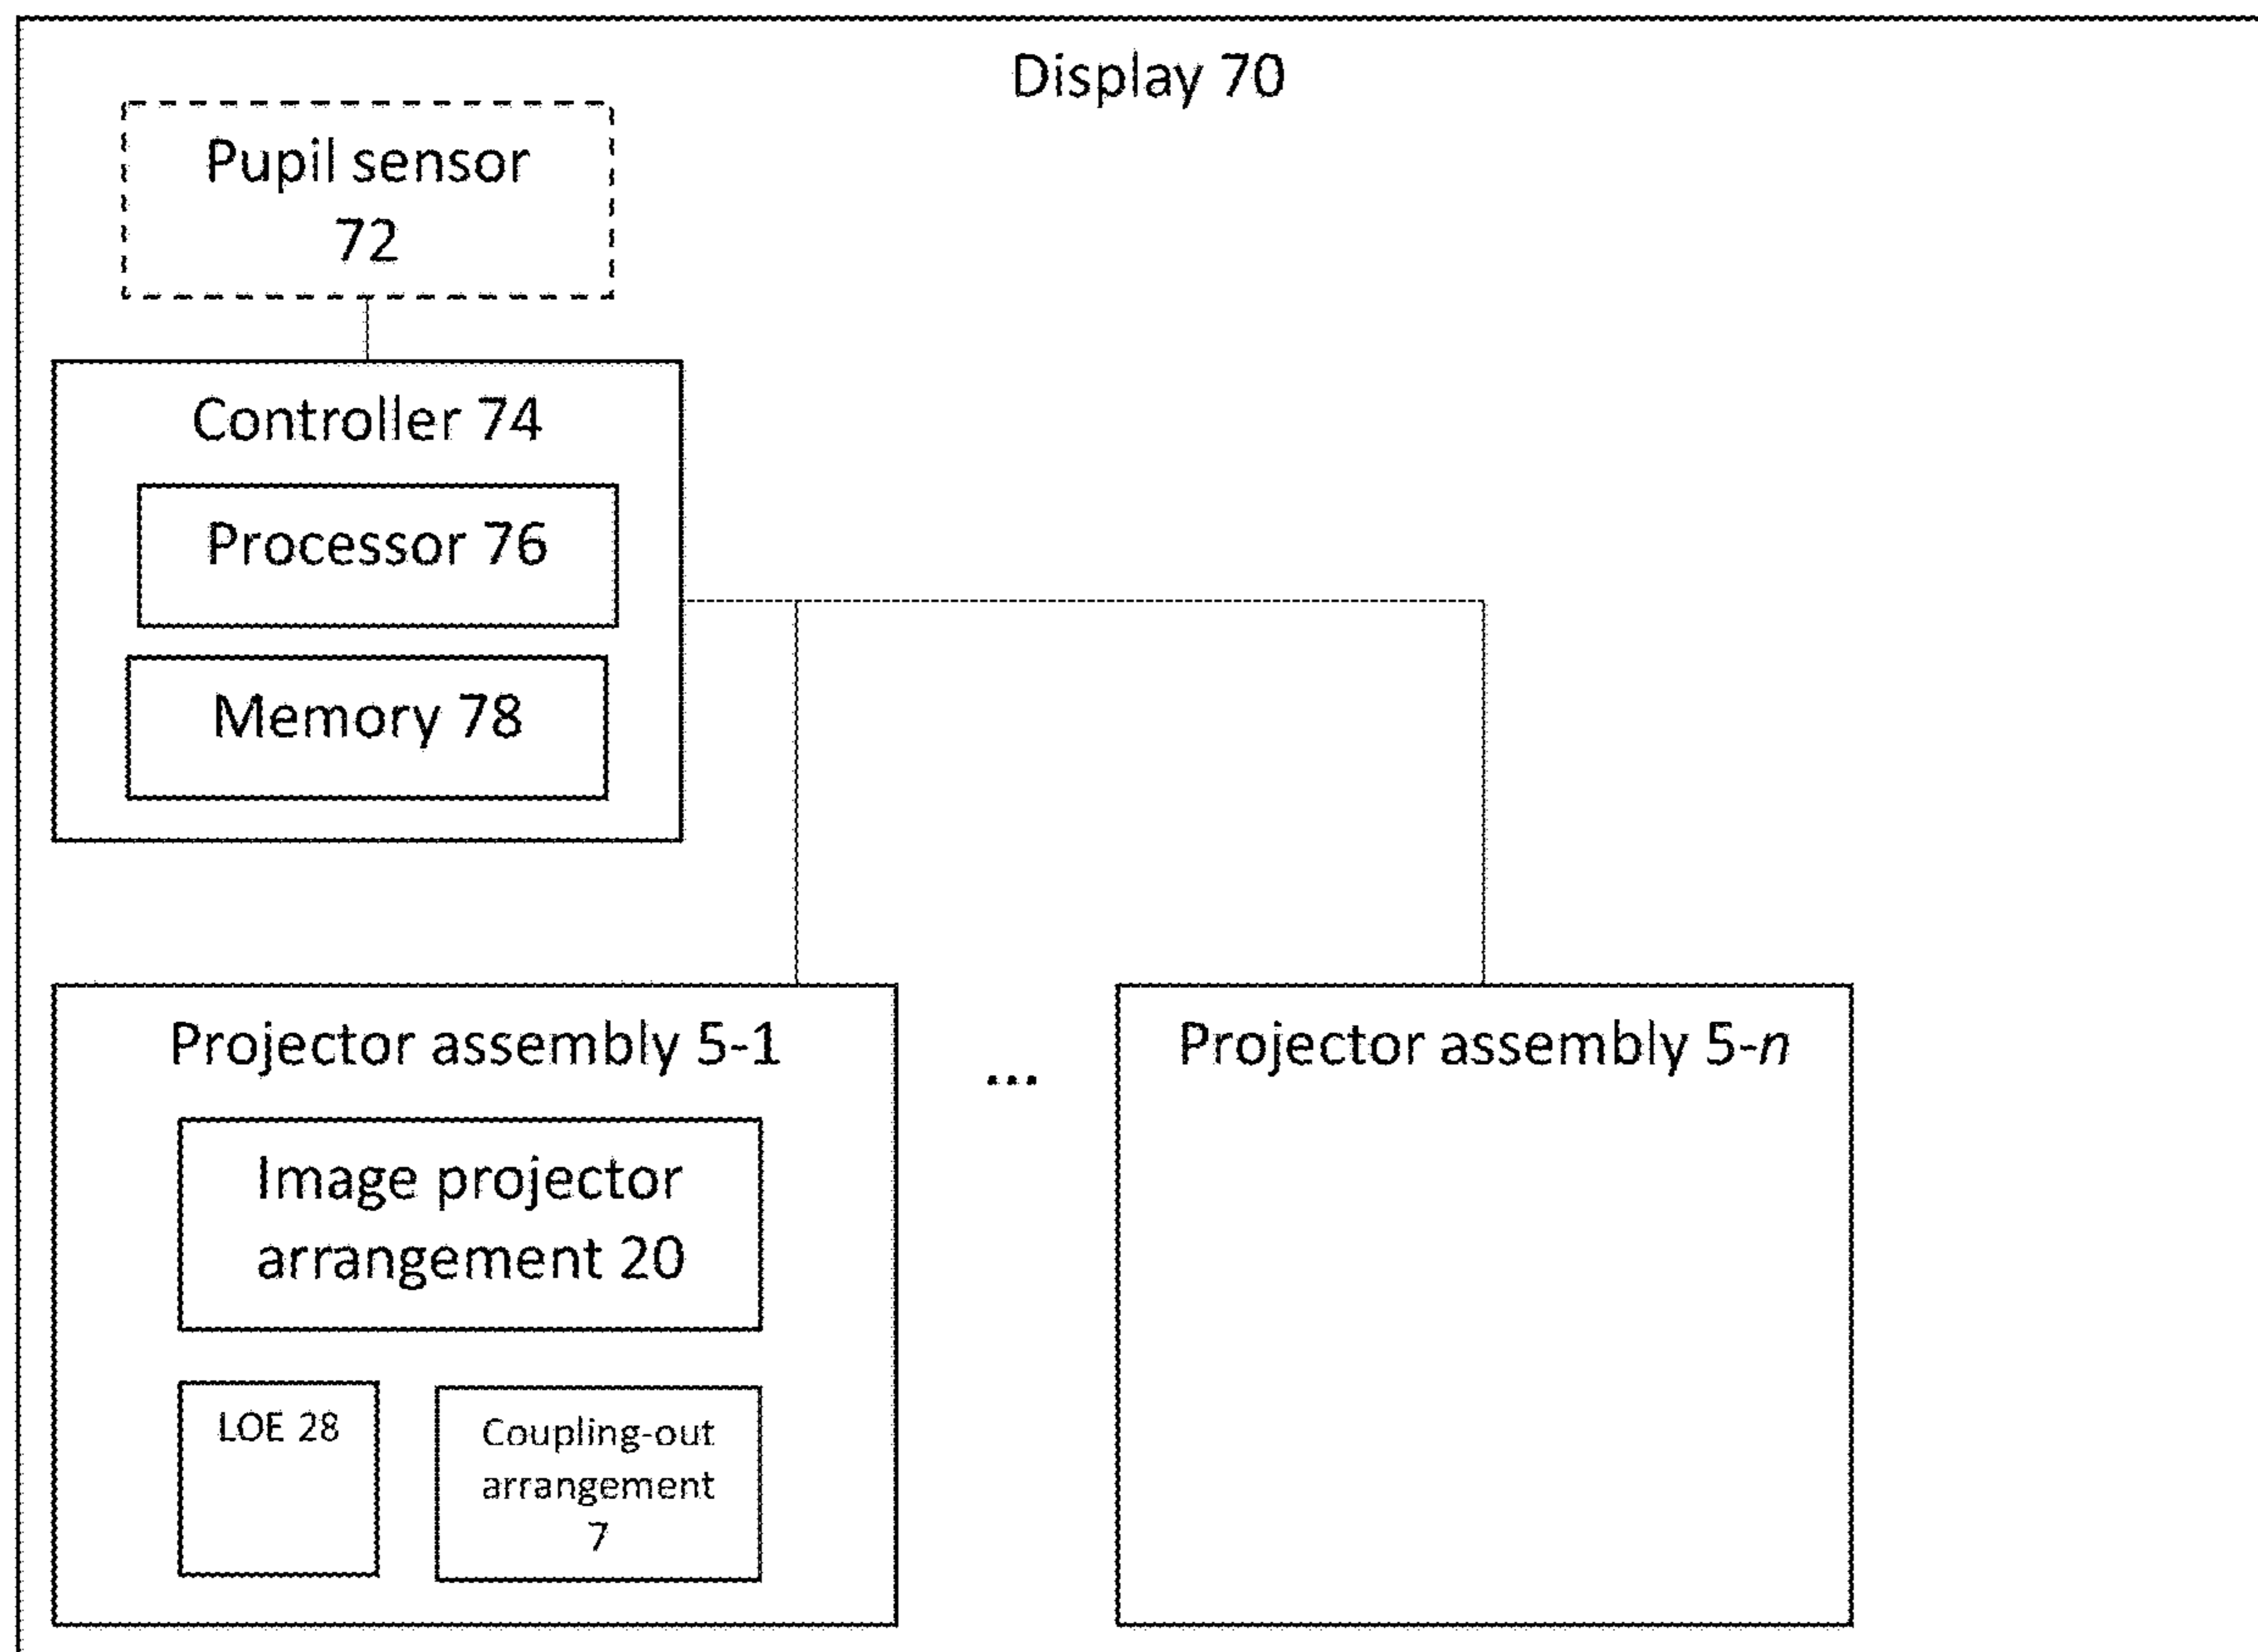 Display 70
Pupil sensor
72
Controller 74
Processor 76
Memory 78
Projector assembly 5-1
...
Projector assembly 5-n
Image projector
arrangement 20
LOE 28
Coupling-out
arrangement
7